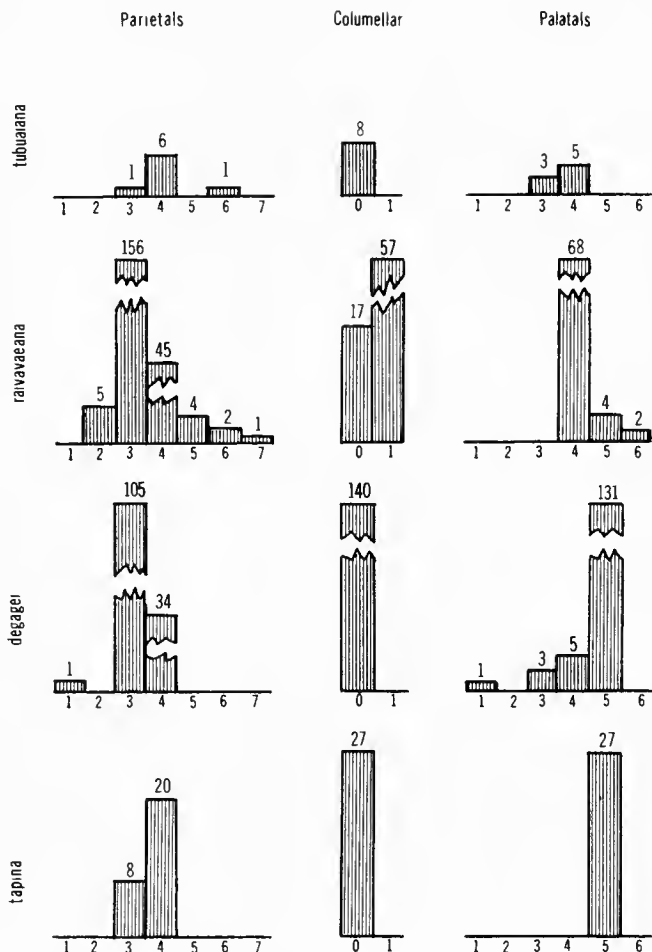 Parietals Columellar Palatals
tubuaiana
1 6 1 8 3 5
1 2 3 4 5 6 7 0 1 1 2 3 4 5 6
raivavaeana
156 57 68
45 17
5 4 2 1 4 2
1 2 3 4 5 6 7 0 1 1 2 3 4 5 6
degagei
105 140 131
34
1 1 3 5
1 2 3 4 5 6 7 0 1 1 2 3 4 5 6
tapina
27 27
20
8
1 2 3 4 5 6 7 0 1 1 2 3 4 5 6